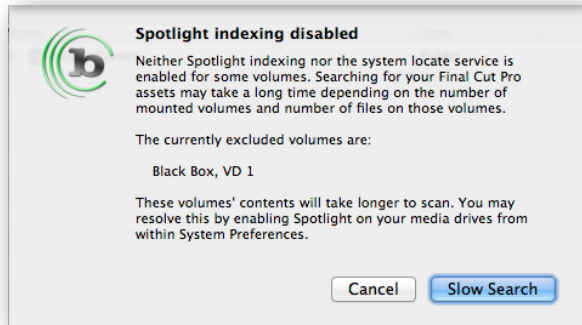 Spotlight indexing disabled
Neither Spotlight indexing nor the system locate service is
enabled for some volumes. Searching for your Final Cut Pro
assets may take a long time depending on the number of
mounted volumes and number of files on those volumes.
The currently excluded volumes are:
Black Box, VD 1
These volumes' contents will take longer to scan. You may
resolve this by enabling Spotlight on your media drives from
within System Preferences.
Cancel
Slow Search